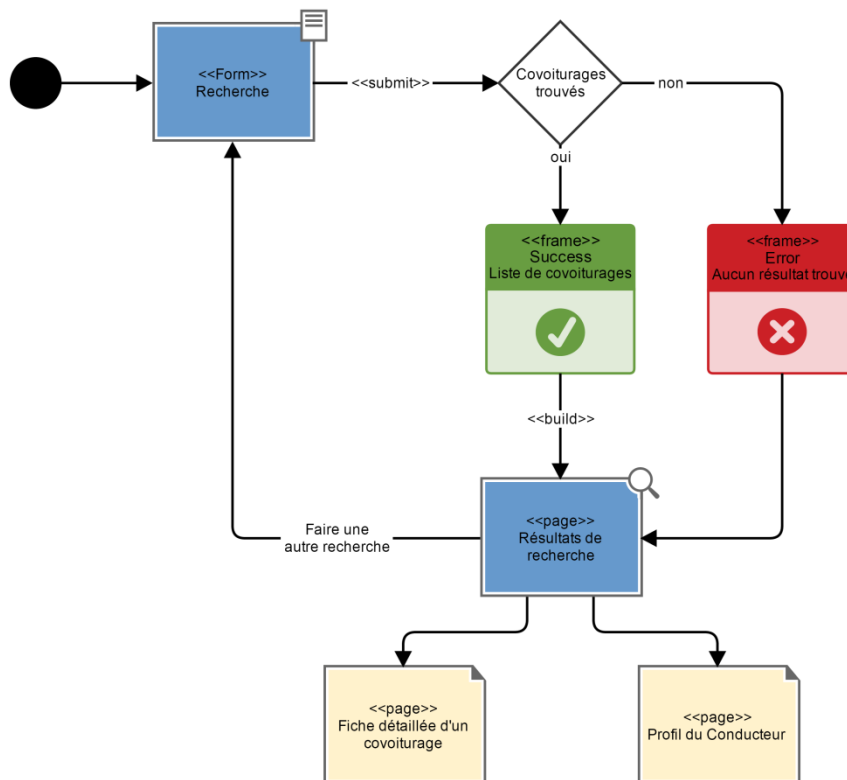 <<Form>>
Recherche
<<submit>>
Covoiturages
trouvés
non
oui
<<frame>>
Success
Liste de covoiturages
<<frame>>
Error
Aucun résultat trouvé
<<build>>
<<page>>
Résultats de
recherche
Faire une
autre recherche
<<page>>
Fiche détaillée d'un
covoiturage
<<page>>
Profil du Conducteur